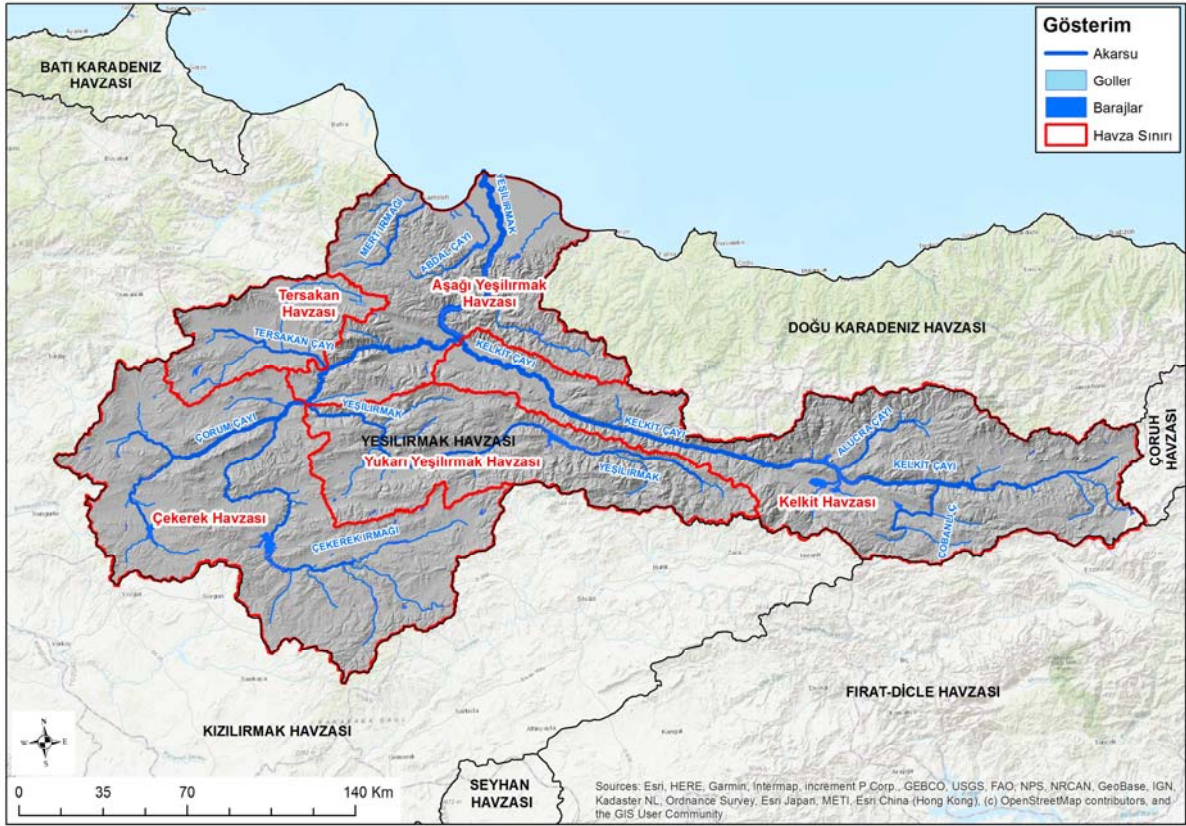 BATI KARADENİZ
HAVZASI
Gösterim
Akarsu
Göller
Barajlar
Havza Sınırı
YEŞİLIRMAK
MERT IRMAĞI
ABDAL ÇAYI
Aşağı Yeşilırmak
Havzası
Tersakan
Havzası
TERSAKAN ÇAYI
KELKİT ÇAYI
DOĞU KARADENİZ HAVZASI
ÇORUH
HAVZASI
YEŞİLIRMAK
ÇORUM ÇAYI
KELKİT ÇAYI
ALUCRA ÇAYI
YEŞİLIRMAK HAVZASI
Yukarı Yeşilırmak Havzası
YEŞİLIRMAK
KELKİT ÇAYI
Kelkit Havzası
Çekerek Havzası
ÇEKEREK IRMAĞI
ÇOBANLI Ç.
FIRAT-DİCLE HAVZASI
KIZILIRMAK HAVZASI
SEYHAN
HAVZASI
N
W E
S
0 35 70 140 Km
Sources: Esri, HERE, Garmin, Intermap, increment P Corp., GEBCO, USGS, FAO, NPS, NRCAN, GeoBase, IGN,
Kadaster NL, Ordnance Survey, Esri Japan, METI, Esri China (Hong Kong), (c) OpenStreetMap contributors, and
the GIS User Community